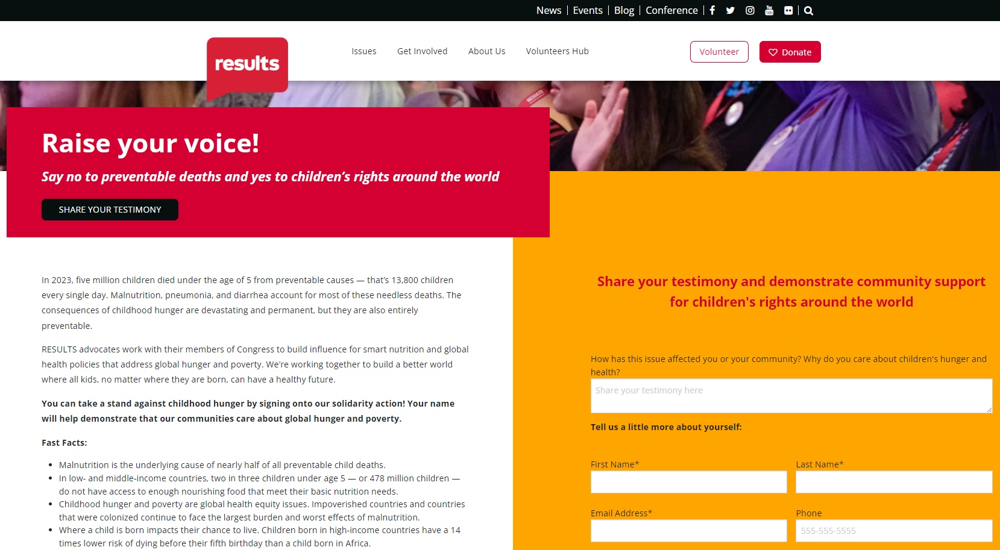 News
Events
Blog
Conference
results
Issues
Get Involved
About Us
Volunteers Hub
Volunteer
Donate
Raise your voice!
Say no to preventable deaths and yes to children’s rights around the world
SHARE YOUR TESTIMONY
In 2023, five million children died under the age of 5 from preventable causes — that’s 13,800 children
every single day. Malnutrition, pneumonia, and diarrhea account for most of these needless deaths. The
consequences of childhood hunger are devastating and permanent, but they are also entirely
preventable.
RESULTS advocates work with their members of Congress to build influence for smart nutrition and global
health policies that address global hunger and poverty. We’re working together to build a better world
where all kids, no matter where they are born, can have a healthy future.
You can take a stand against childhood hunger by signing onto our solidarity action! Your name
will help demonstrate that our communities care about global hunger and poverty.
Fast Facts:
• Malnutrition is the underlying cause of nearly half of all preventable child deaths.
• In low- and middle-income countries, two in three children under age 5 — or 478 million children —
do not have access to enough nourishing food that meet their basic nutrition needs.
• Childhood hunger and poverty are global health equity issues. Impoverished countries and countries
that were colonized continue to face the largest burden and worst effects of malnutrition.
• Where a child is born impacts their chance to live. Children born in high-income countries have a 14
times lower risk of dying before their fifth birthday than a child born in Africa.
Share your testimony and demonstrate community support
for children's rights around the world
How has this issue affected you or your community? Why do you care about children's hunger and
health?
Share your testimony here
Tell us a little more about yourself:
First Name*
Last Name*
Email Address*
Phone
555-555-5555